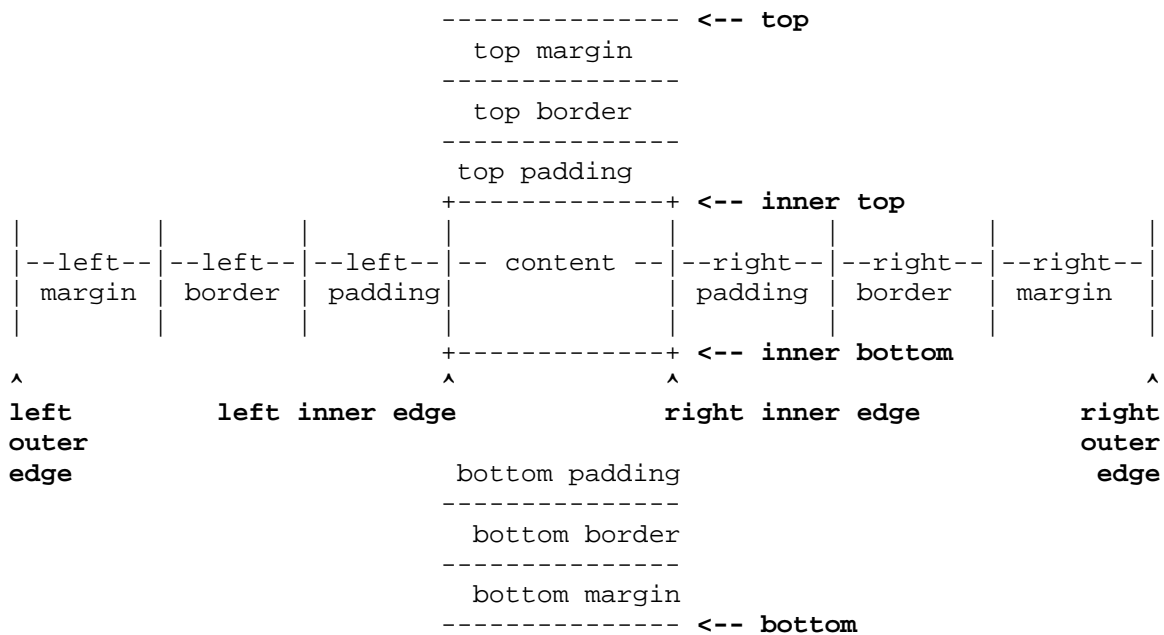 --------------- <-- top
top margin
---------------
top border
---------------
top padding
+-------------+ <-- inner top
| | | | | | | |
|--left--|--left--|--left--|-- content --|--right--|--right--|--right--|
| margin | border | padding| | padding | border | margin |
| | | | | | | |
+-------------+ <-- inner bottom
^ ^ ^ ^
left left inner edge right inner edge right
outer outer
edge bottom padding edge
---------------
bottom border
---------------
bottom margin
--------------- <-- bottom